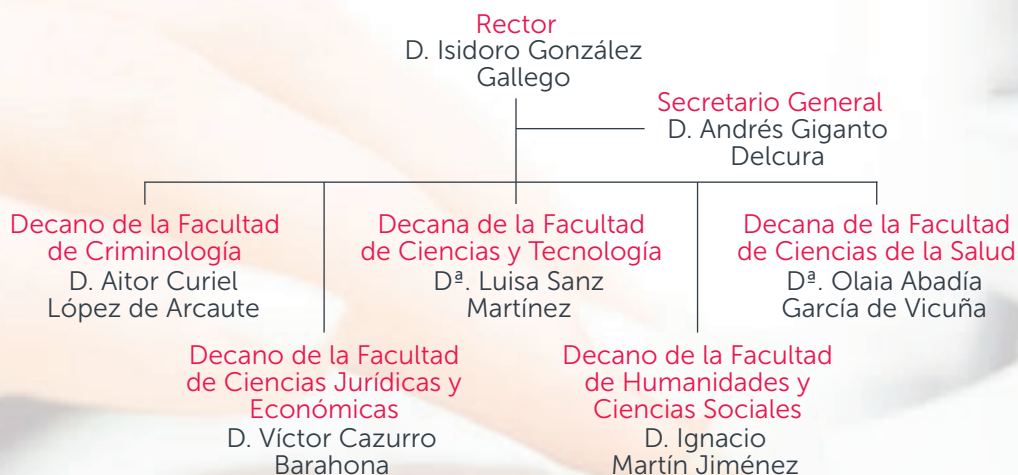 Rector
D. Isidoro González
Gallego
Secretario General
D. Andrés Giganto
Delcura
Decano de la Facultad
de Criminología
D. Aitor Curiel
López de Arcaute
Decana de la Facultad
de Ciencias y Tecnología
Dª. Luisa Sanz
Martínez
Decana de la Facultad
de Ciencias de la Salud
Dª. Olaia Abadía
García de Vicuña
Decano de la Facultad
de Ciencias Jurídicas y
Económicas
D. Víctor Cazurro
Barahona
Decano de la Facultad
de Humanidades y
Ciencias Sociales
D. Ignacio
Martín Jiménez